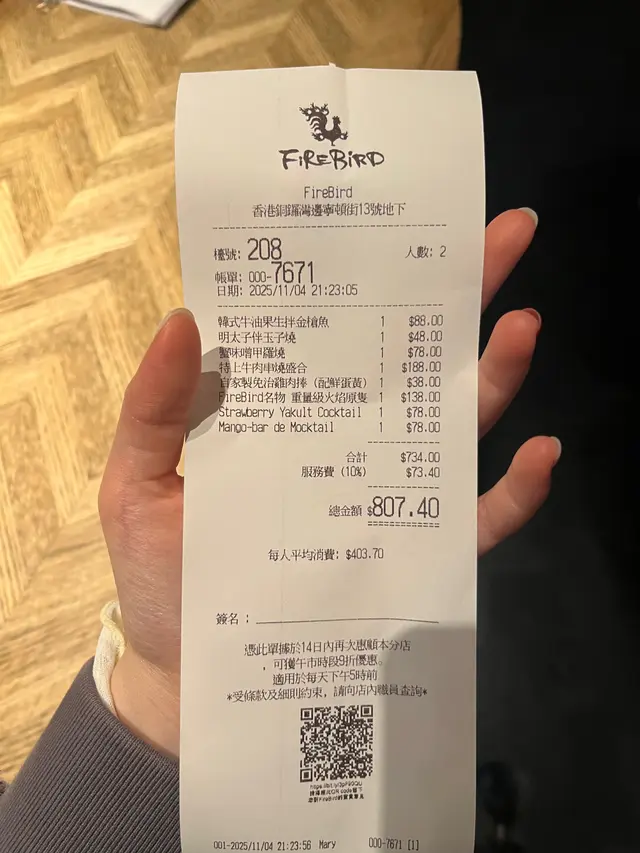 FiREBiRD
FireBird
香港銅鑼灣邊寧頓街13號地下
檯號: 208 人數: 2
帳單: 000-7671
日期: 2025/11/04 21:23:05
韓式牛油果生拌金槍魚 1 $88.00
明太子伴玉子燒 1 $48.00
蟹味噌甲羅燒 1 $78.00
特上牛肉串燒盛合 1 $188.00
自家製免治雞肉捧 (配鮮蛋黃) 1 $38.00
FireBird名物 重量級火焰原隻 1 $138.00
Strawberry Yakult Cocktail 1 $78.00
Mango-bar de Mocktail 1 $78.00
合計 $734.00
服務費 (10%) $73.40
總金額 $807.40
每人平均消費: $403.70
簽名 :
憑此單據於14日內再次惠顧本分店
, 可獲午市時段9折優惠。
適用於每天下午5時前
*受條款及細則約束, 請向店內職員查詢*
001-2025/11/04 21:23:56 Mary 000-7671 [1]